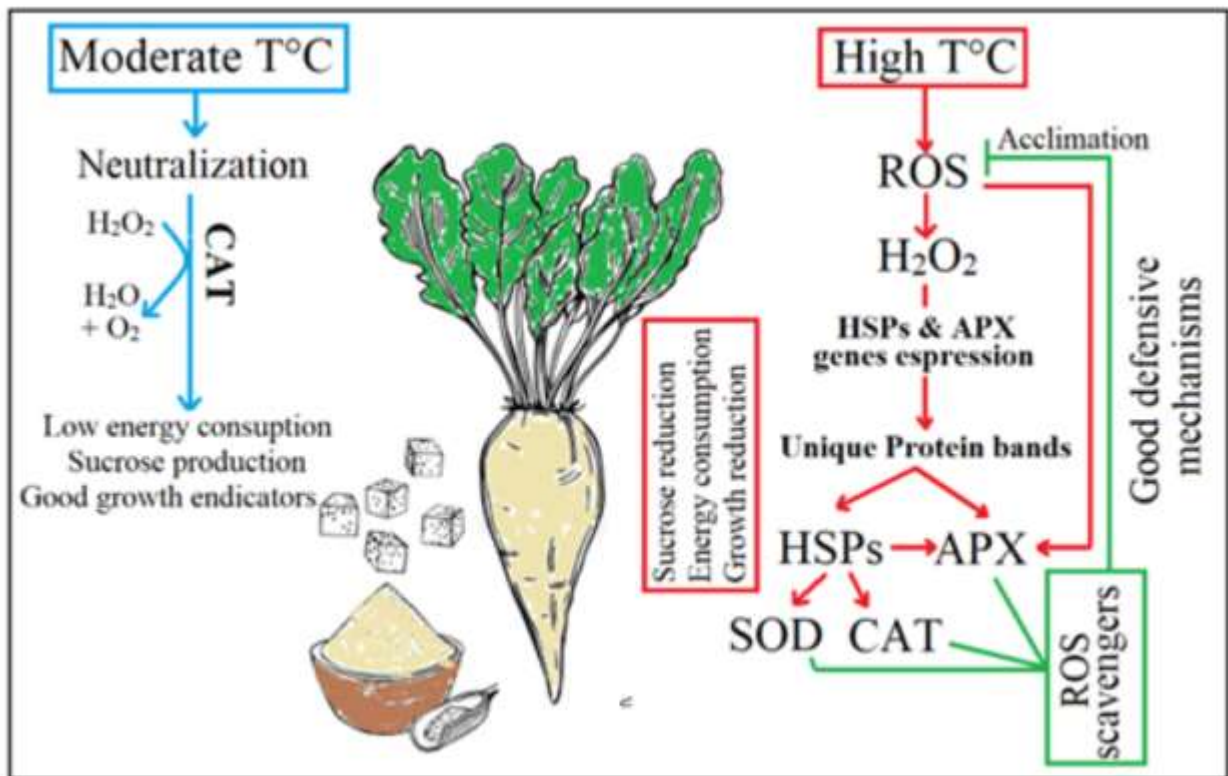 Moderate T°C
Neutralization
H₂O₂
CAT
H₂O
+ O₂
Low energy consuption
Sucrose production
Good growth endicators
High T°C
Acclimation
ROS
H₂O₂
HSPs & APX
genes espression
Unique Protein bands
HSPs
APX
SOD
CAT
Sucrose reduction
Energy consumption
Growth reduction
Good defensive
mechanisms
ROS
scavengers